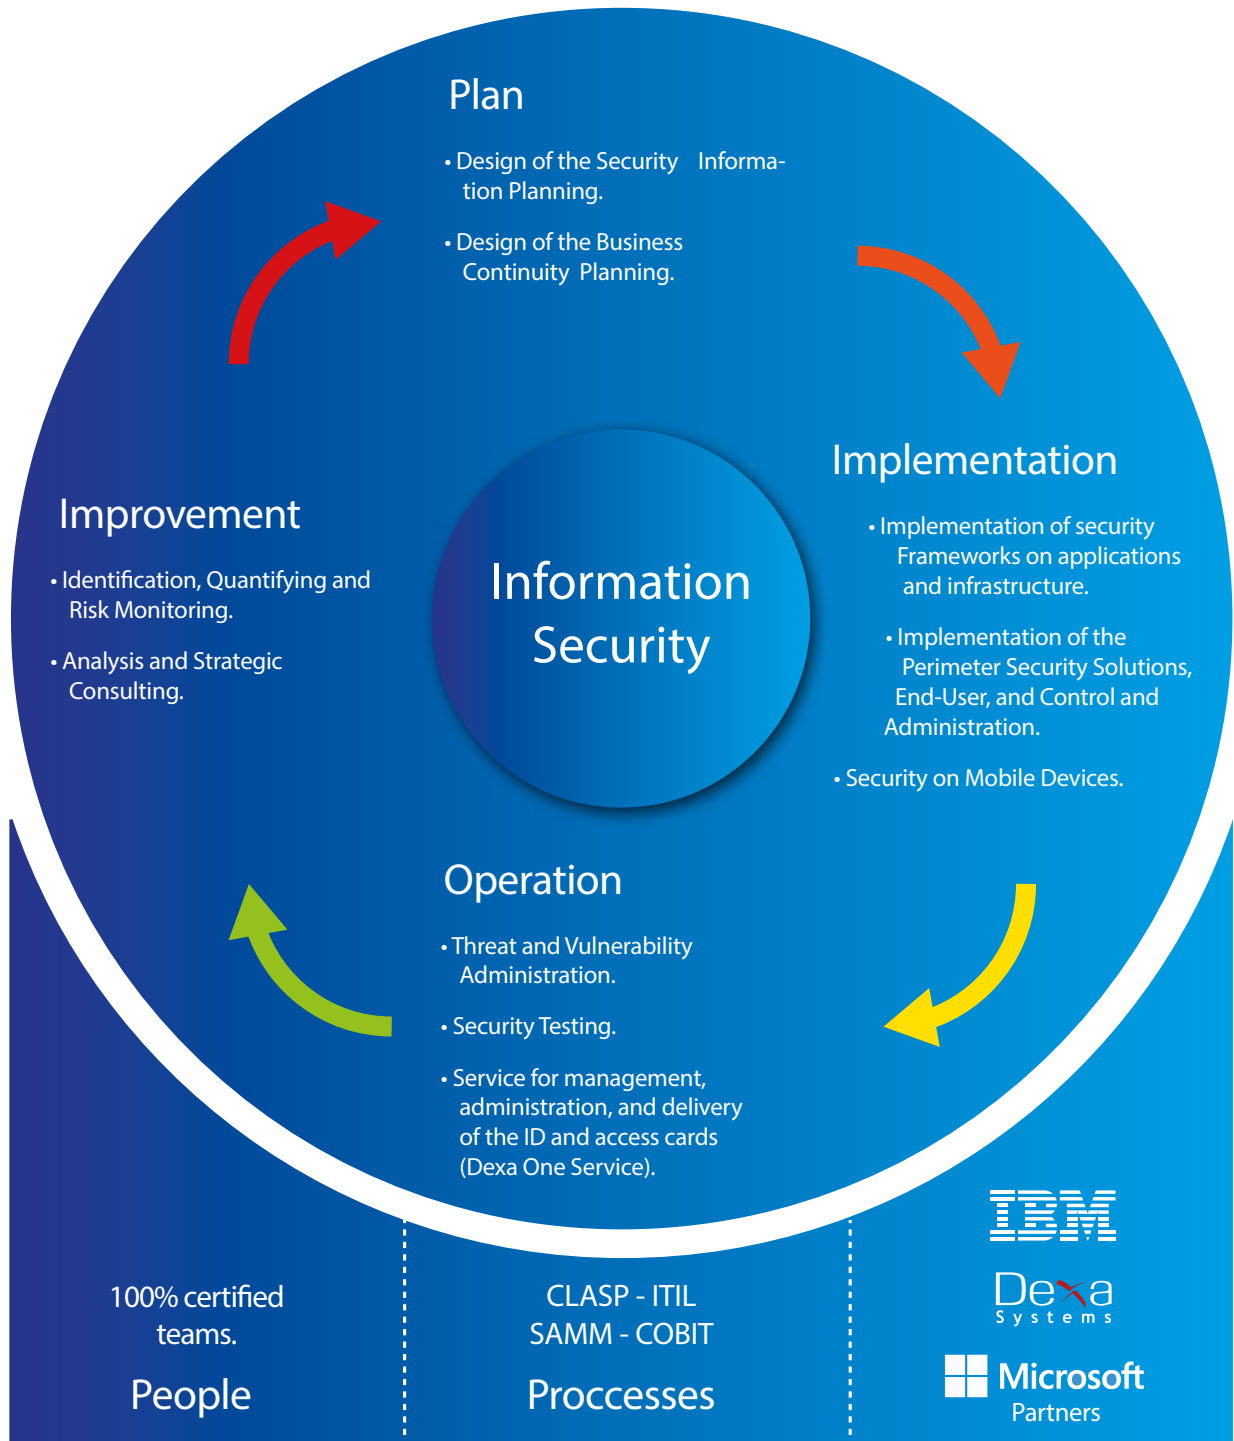 Plan
• Design of the Security Informa-
tion Planning.
• Design of the Business
Continuity Planning.
Implementation
• Implementation of security
Frameworks on applications
and infrastructure.
• Implementation of the
Perimeter Security Solutions,
End-User, and Control and
Administration.
• Security on Mobile Devices.
Improvement
• Identification, Quantifying and
Risk Monitoring.
• Analysis and Strategic
Consulting.
Information
Security
Operation
• Threat and Vulnerability
Administration.
• Security Testing.
• Service for management,
administration, and delivery
of the ID and access cards
(Dexa One Service).
100% certified
teams.
People
CLASP - ITIL
SAMM - COBIT
Proccesses
IBM
Dexa
Systems
Microsoft
Partners